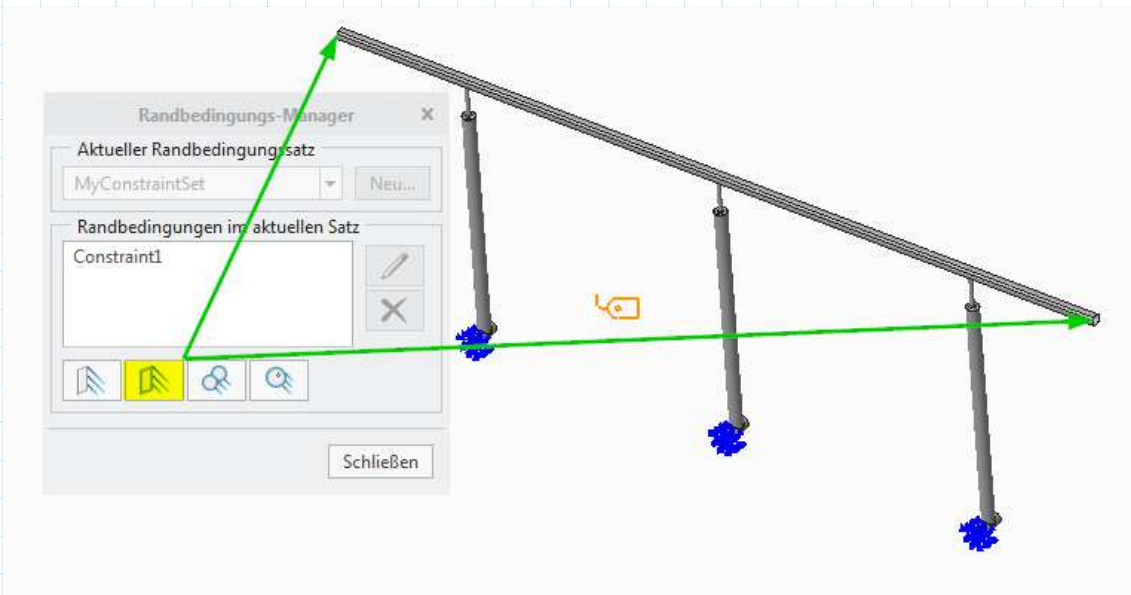 Randbedingungs-Manager
Aktueller Randbedingungssatz
MyConstraintSet
Neu...
Randbedingungen im aktuellen Satz
Constraint1
Schließen